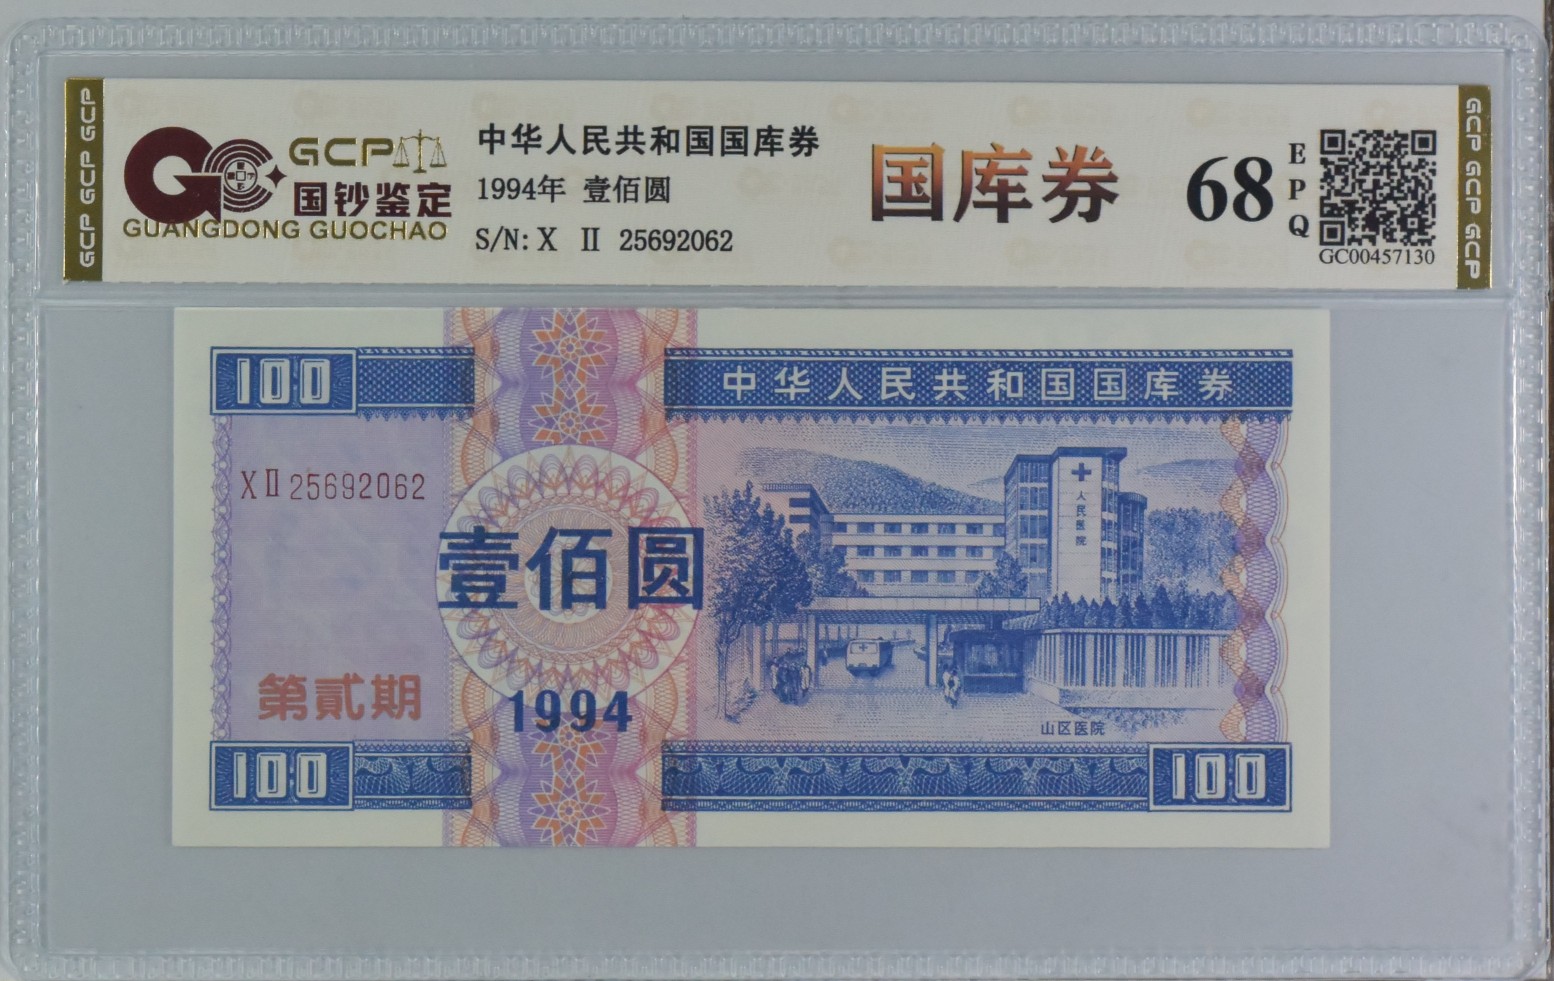 GCP GCP GCP
GCP
国钞鉴定
GUANGDONG GUOCHAO
中华人民共和国国库券
1994年 壹佰圆
S/N: X Ⅱ 25692062
国库券
68
EPQ
GC00457130
GCP GCP GCP
100
中华人民共和国国库券
XⅡ25692062
人民医院
壹佰圆
第貳期
1994
山区医院
100
100